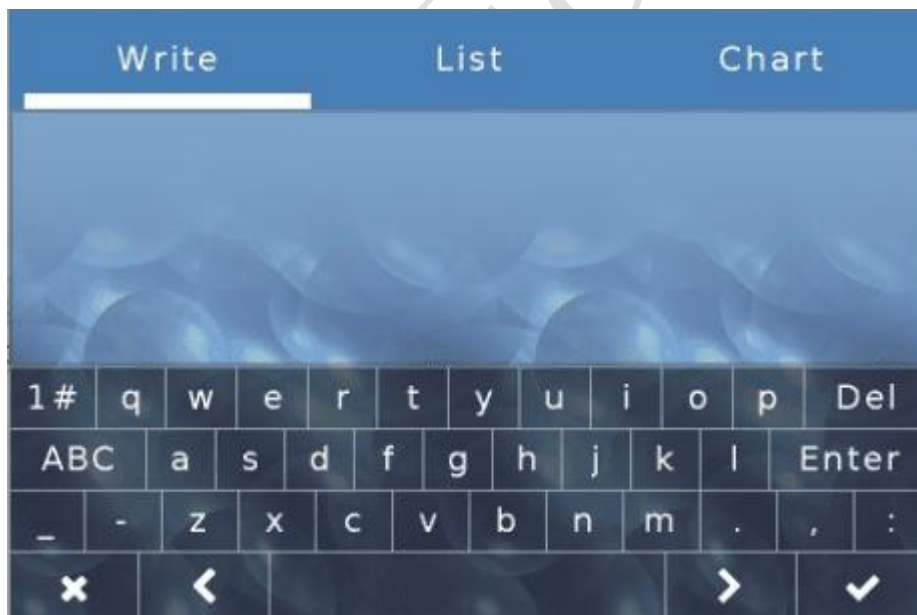 Write List Chart
1# q w e r t y u i o p Del
ABC a s d f g h j k l Enter
_ - z x c v b n m . , :